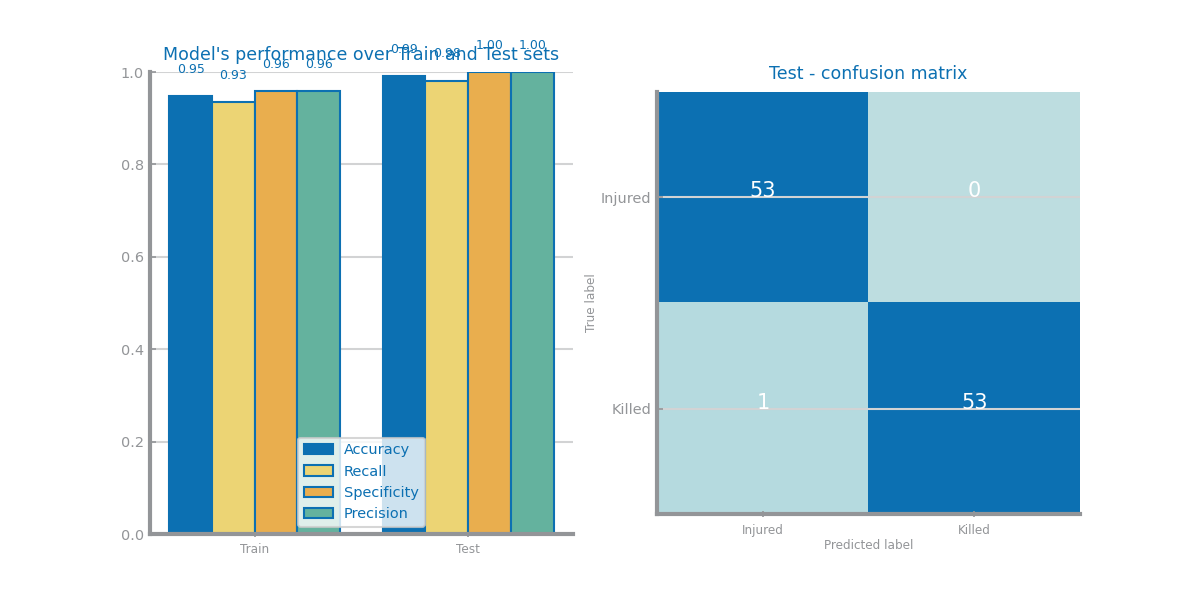 Model's performance over Train and Test sets
0.95 0.93 0.96 0.96 0.99 0.98 1.00 1.00
1.0
0.8
0.6
0.4
0.2
0.0
Accuracy
Recall
Specificity
Precision
Train Test
Test - confusion matrix
True label
Injured 53 0
Killed 1 53
Injured Killed
Predicted label